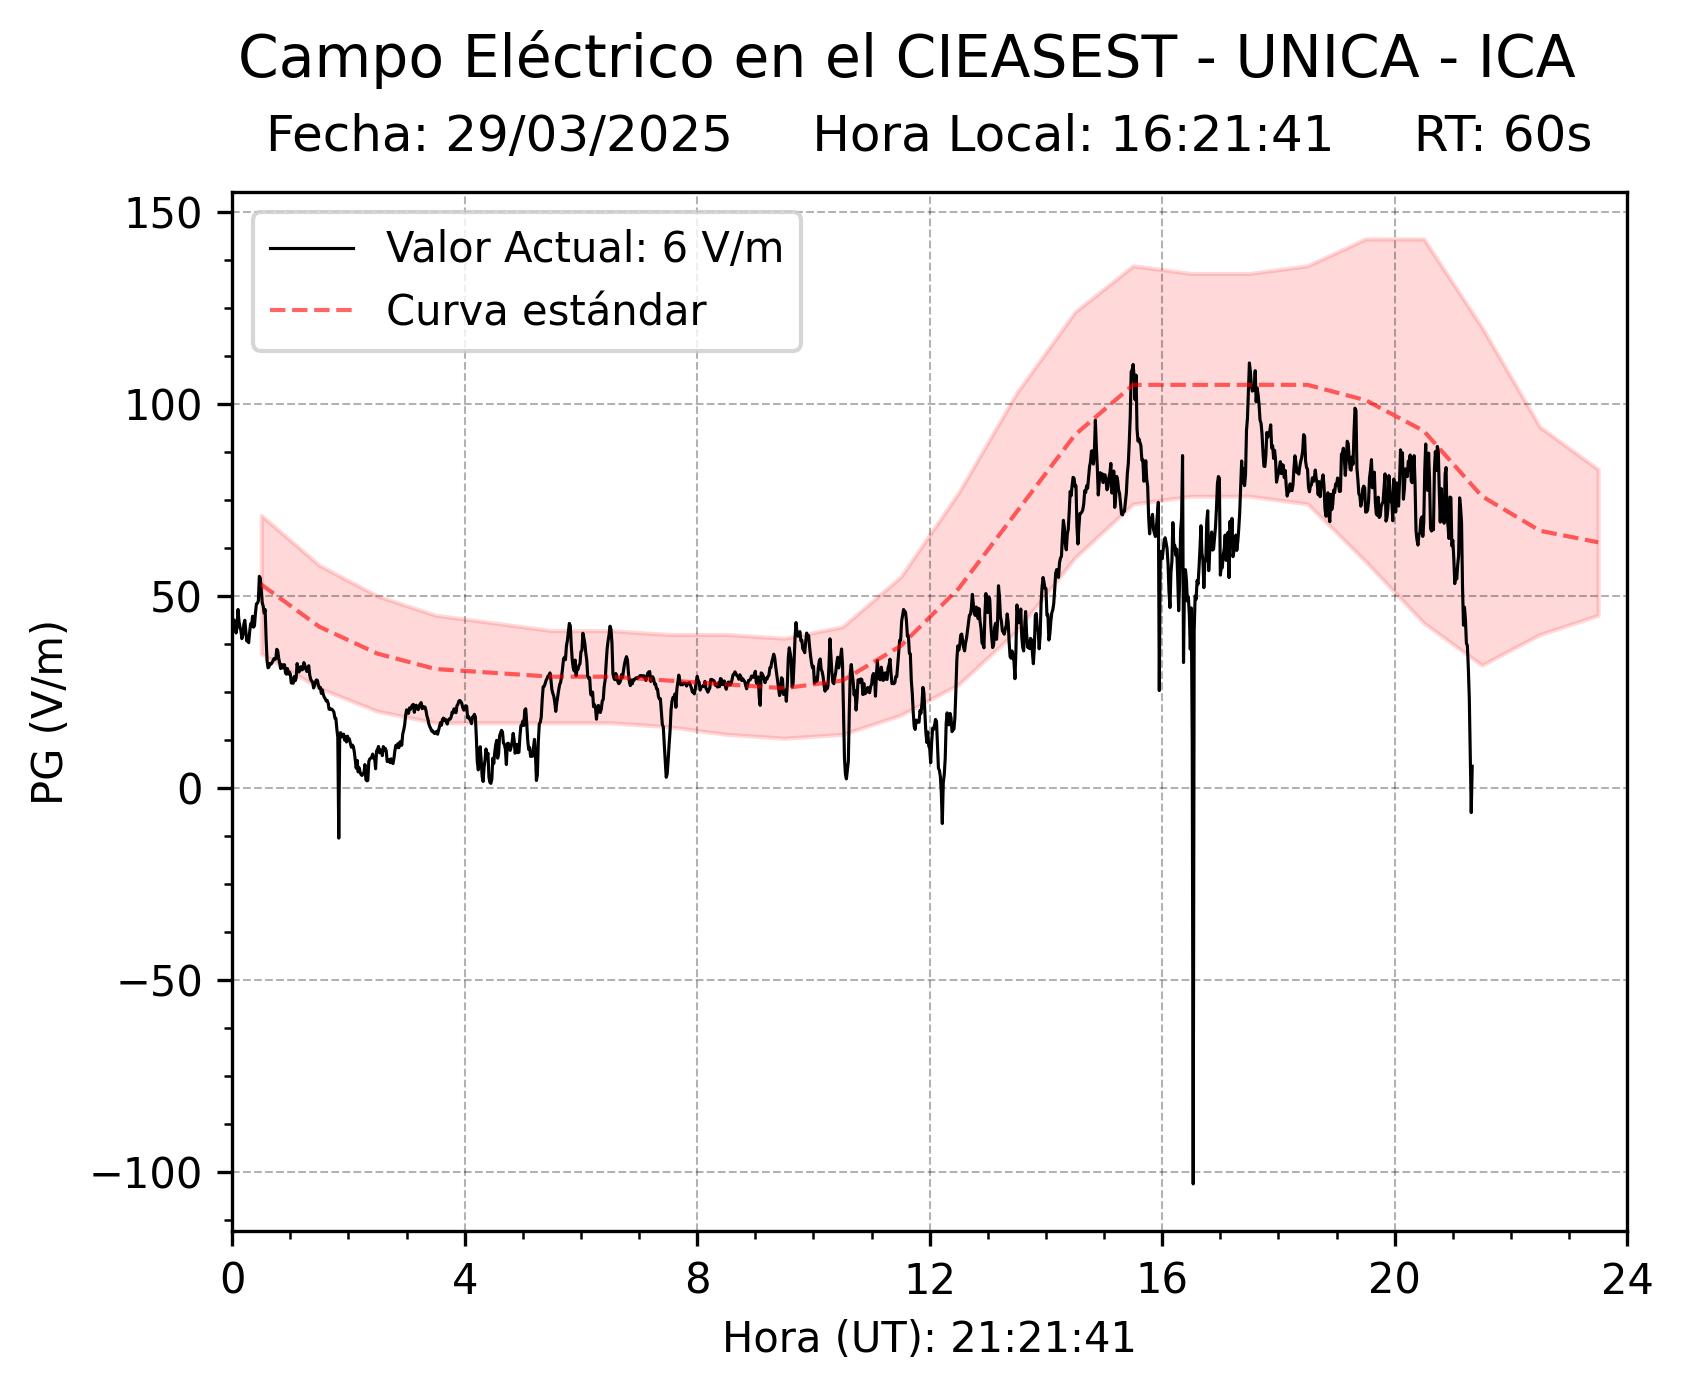 Campo Eléctrico en el CIEASEST - UNICA - ICA
Fecha: 29/03/2025 Hora Local: 16:21:41 RT: 60s
Valor Actual: 6 V/m
Curva estándar
PG (V/m)
150
100
50
0
−50
−100
0 4 8 12 16 20 24
Hora (UT): 21:21:41